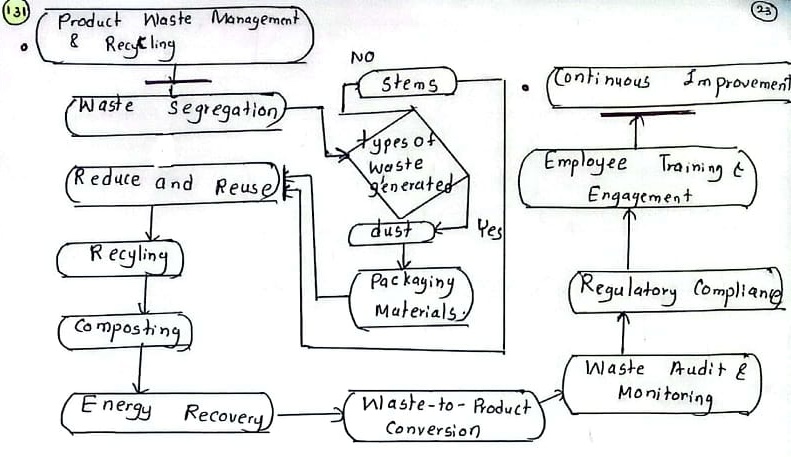 131
23
Product Waste Management
& Recycling
Waste Segregation
NO
Stems
types of
waste
generated
Yes
dust
Packaging
Materials.
Reduce and Reuse
Recyling
Composting
Energy Recovery
Waste-to-Product
Conversion
Waste Audit &
Monitoring
Regulatory Compliance
Employee Training &
Engagement
Continuous Improvement